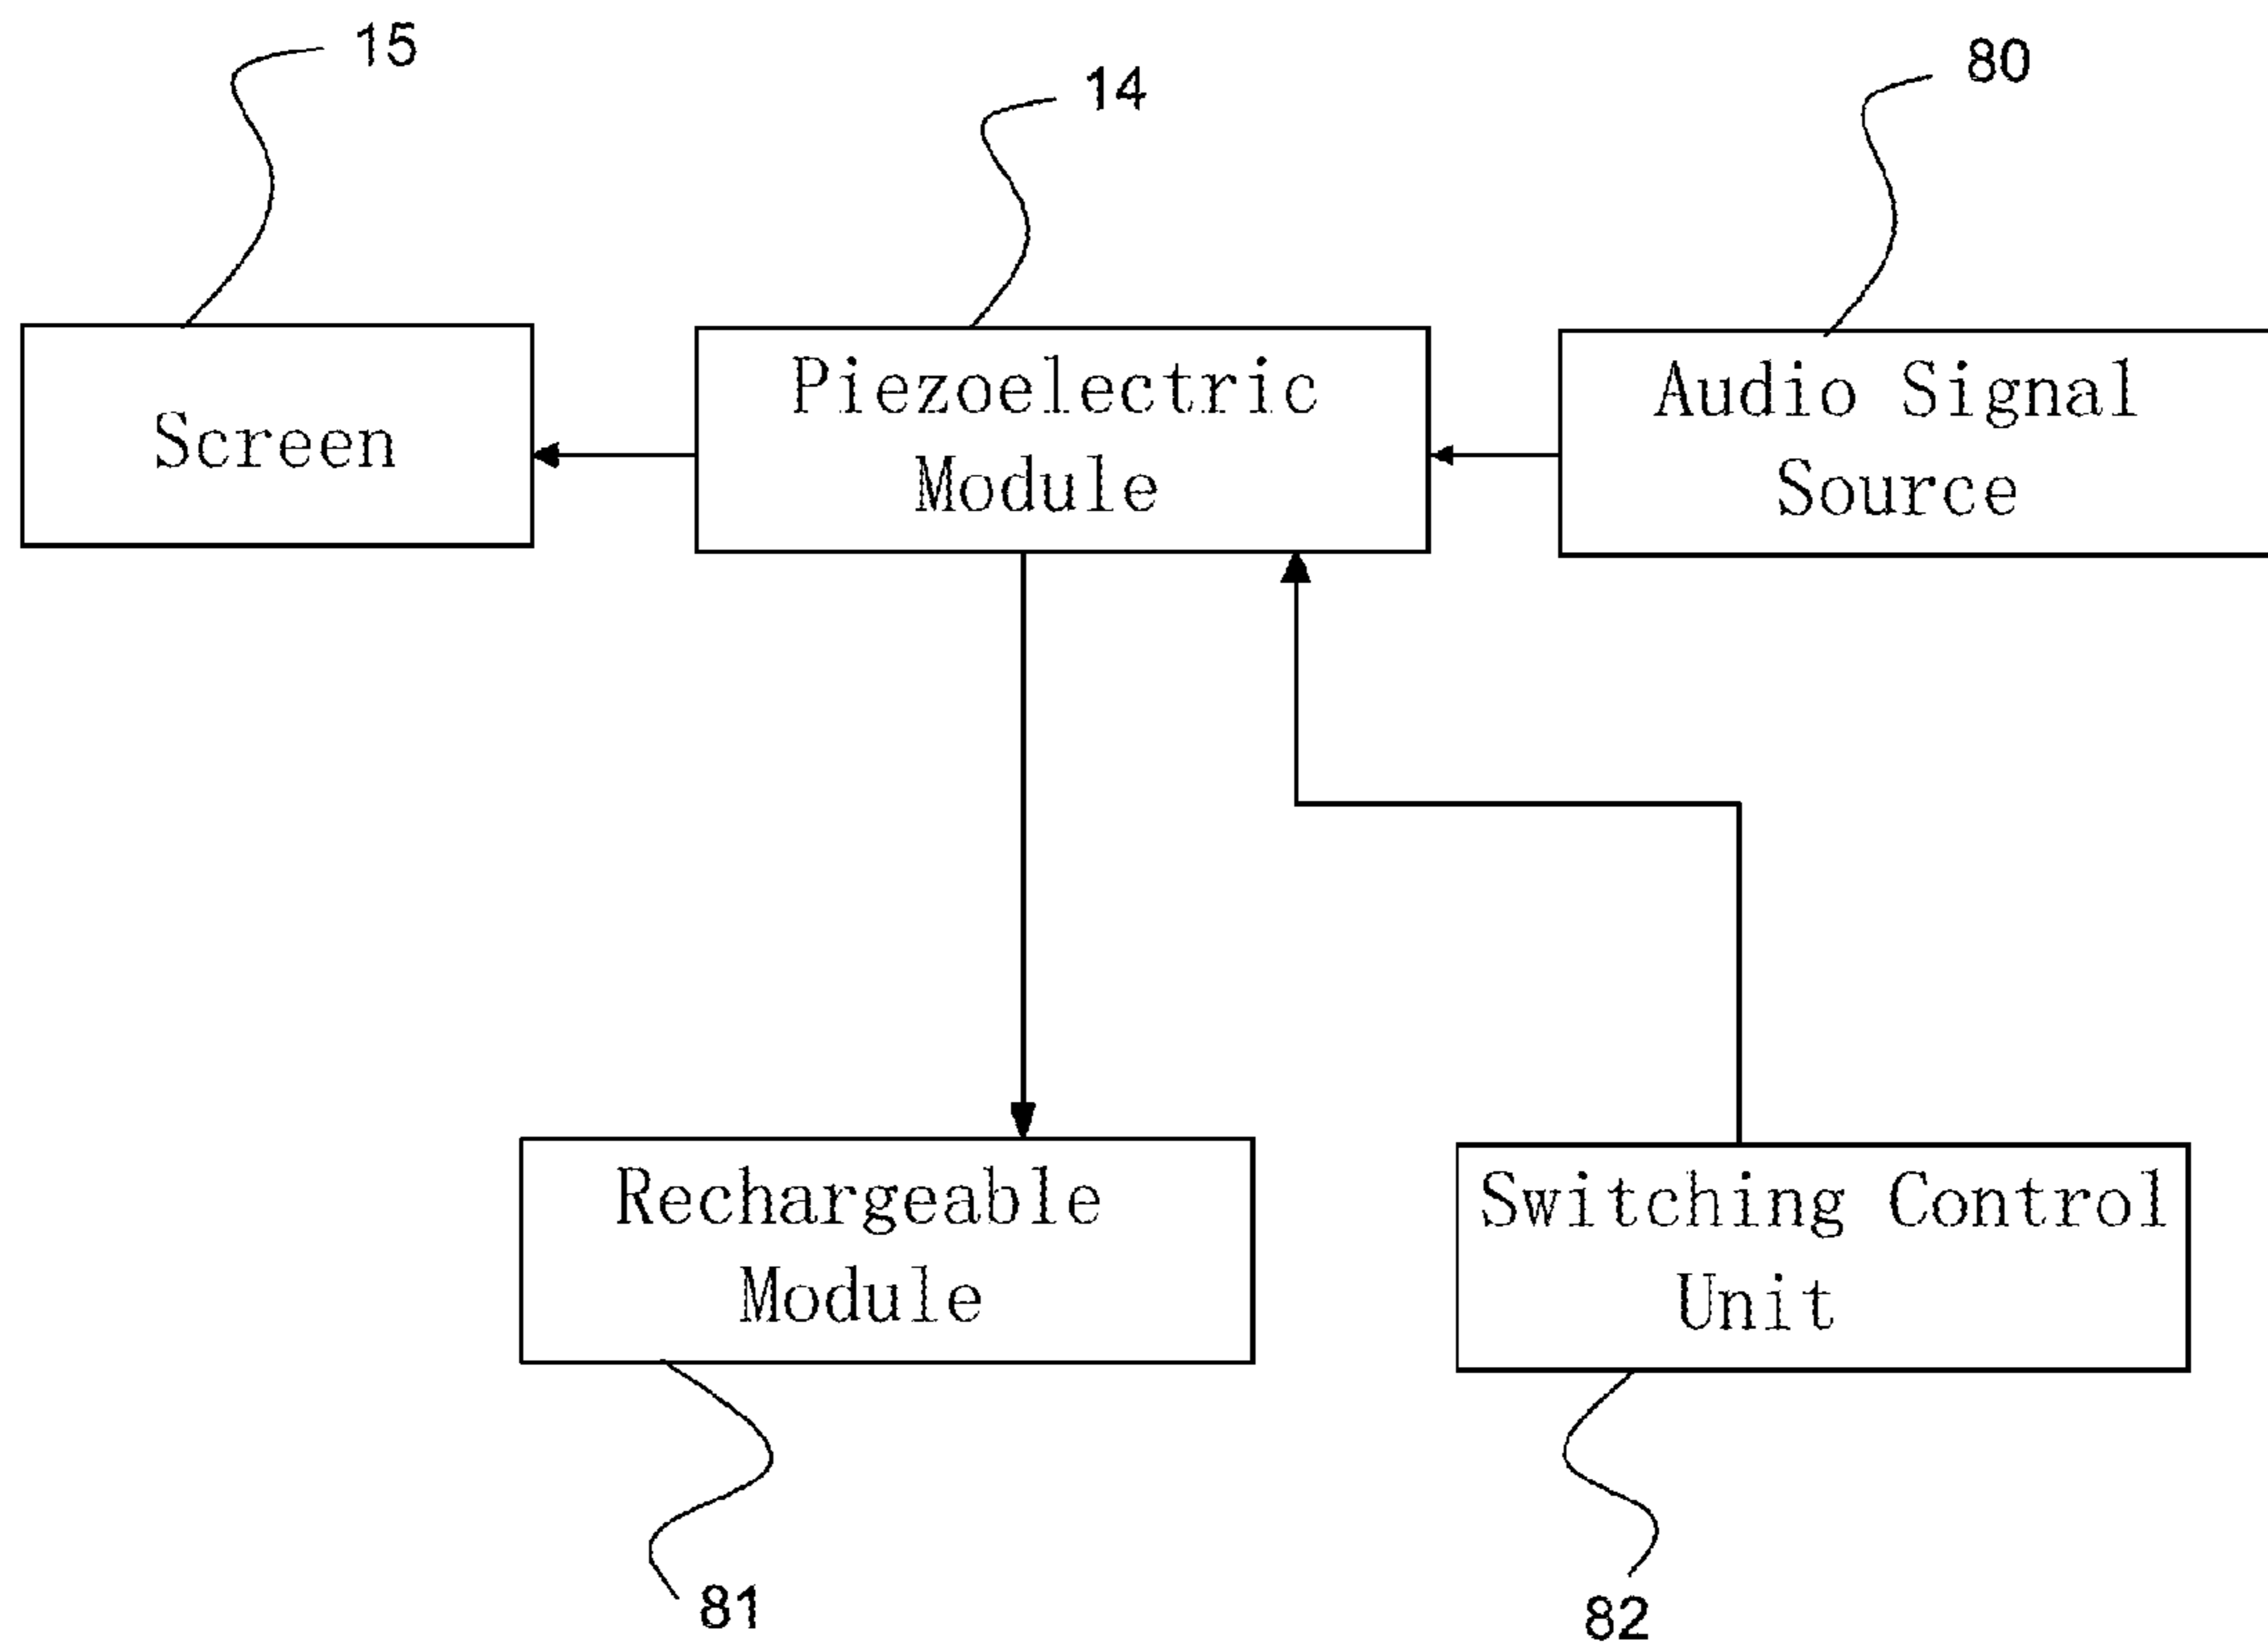 15
14
80
Screen
Piezoelectric
Module
Audio Signal
Source
Rechargeable
Module
Switching Control
Unit
81
82